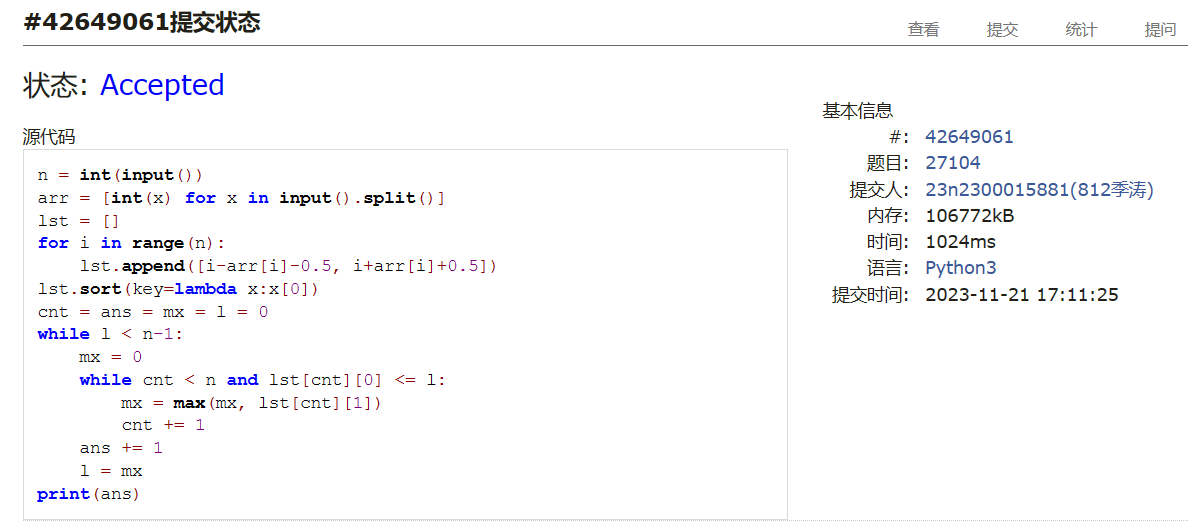 #42649061提交状态
查看 提交 统计 提问
状态: Accepted
源代码
n = int(input())
arr = [int(x) for x in input().split()]
lst = []
for i in range(n):
    lst.append([i-arr[i]-0.5, i+arr[i]+0.5])
lst.sort(key=lambda x:x[0])
cnt = ans = mx = l = 0
while l < n-1:
    mx = 0
    while cnt < n and lst[cnt][0] <= l:
        mx = max(mx, lst[cnt][1])
        cnt += 1
    ans += 1
    l = mx
print(ans)
基本信息
#: 42649061
题目: 27104
提交人: 23n2300015881(812季涛)
内存: 106772kB
时间: 1024ms
语言: Python3
提交时间: 2023-11-21 17:11:25